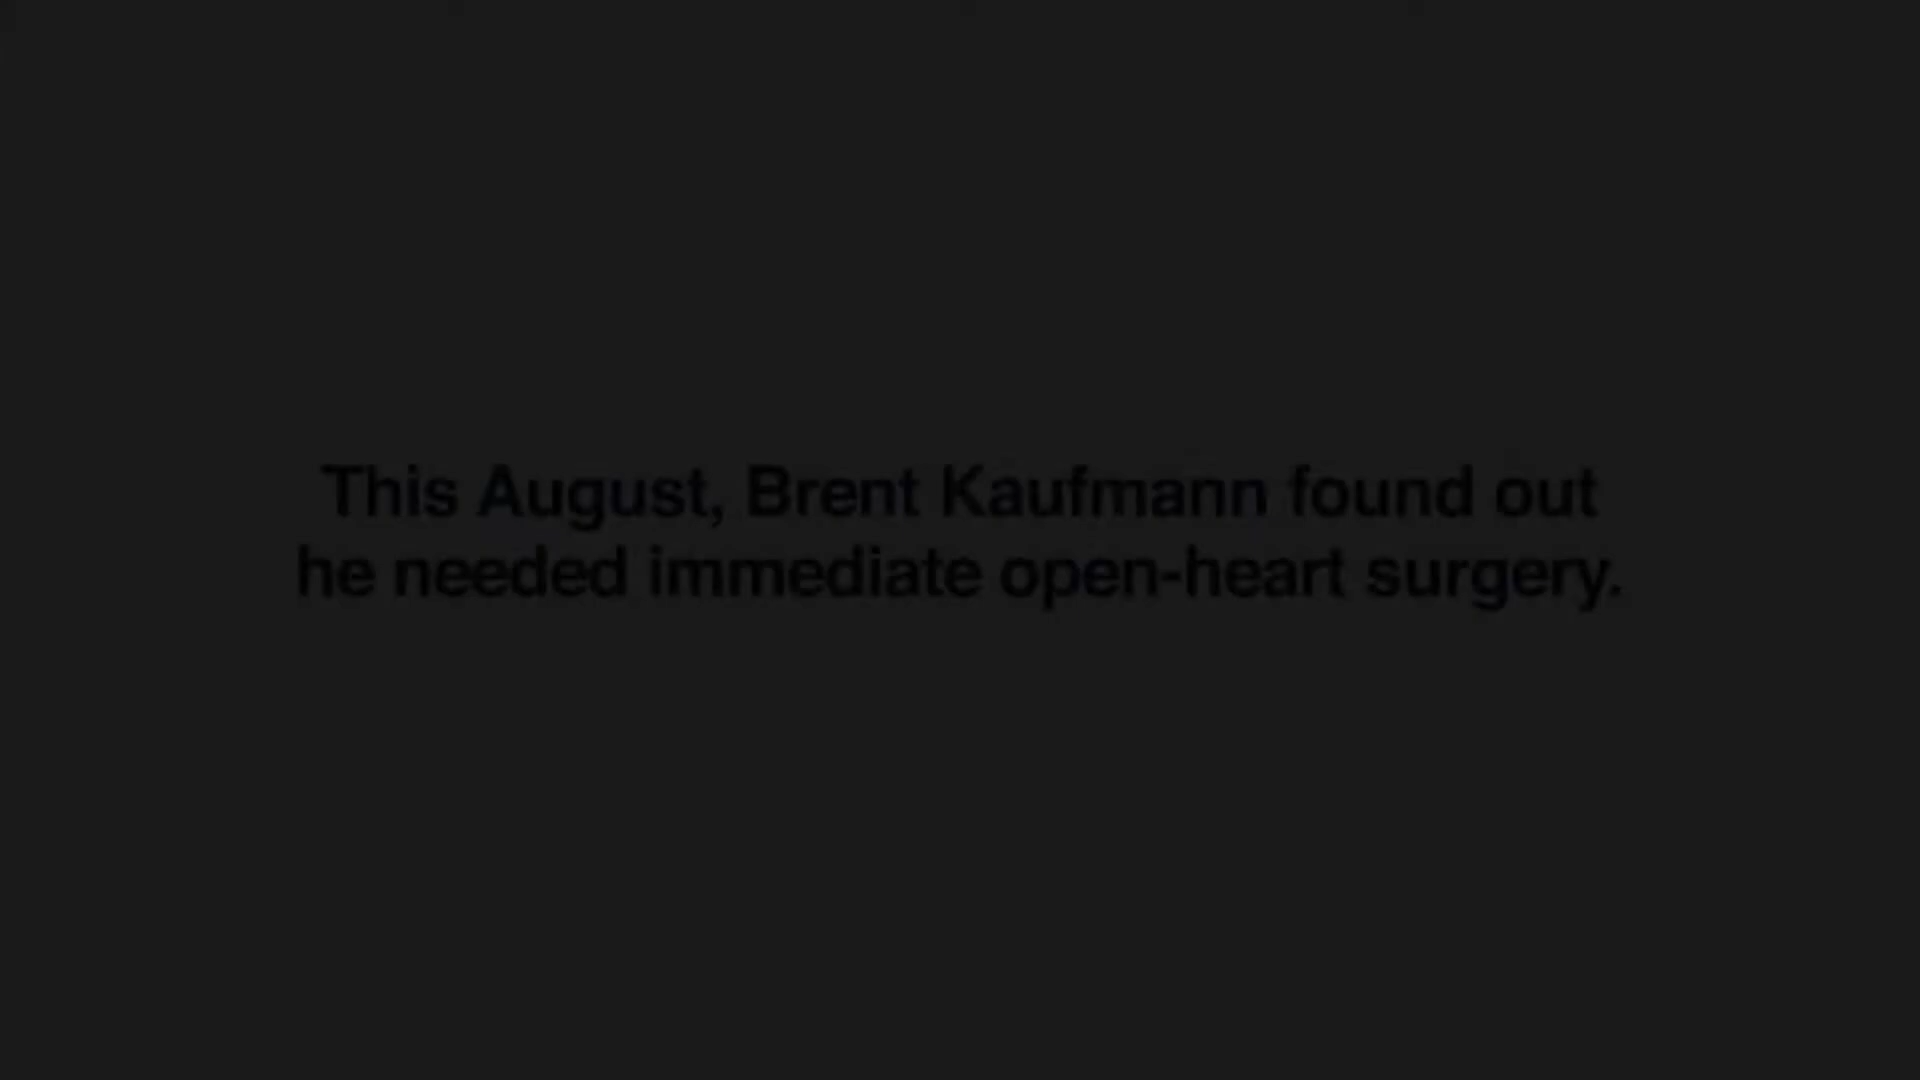 This August, Brent Kaufmann found out
he needed immediate open-heart surgery.